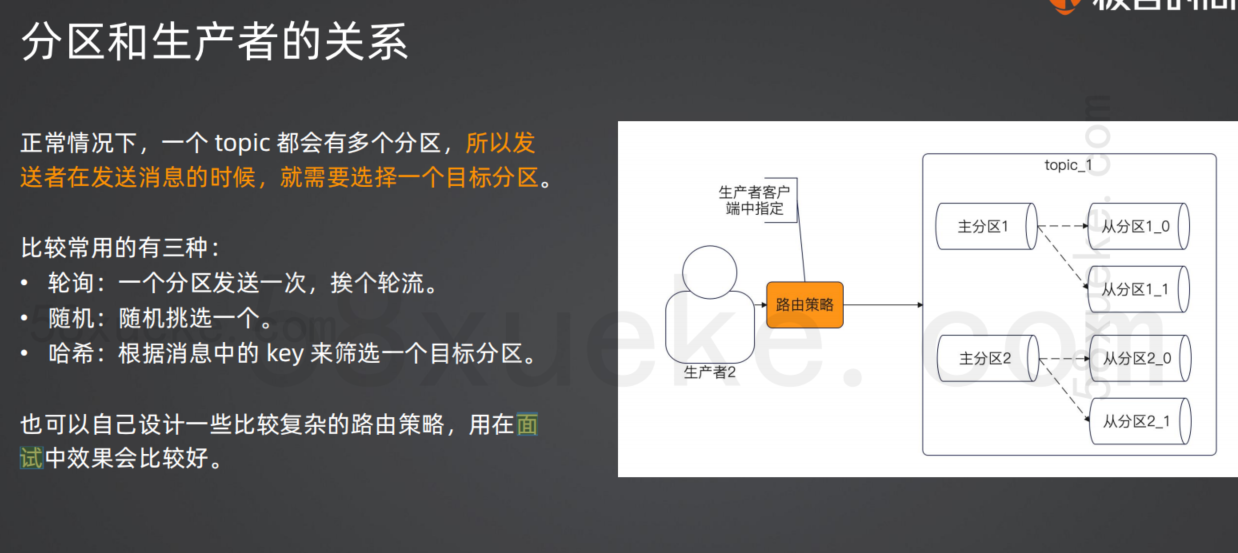 分区和生产者的关系
正常情况下，一个 topic 都会有多个分区，所以发
送者在发送消息的时候，就需要选择一个目标分区。
比较常用的有三种：
• 轮询：一个分区发送一次，挨个轮流。
• 随机：随机挑选一个。
• 哈希：根据消息中的 key 来筛选一个目标分区。
也可以自己设计一些比较复杂的路由策略，用在面
试中效果会比较好。
生产者客户
端中指定
生产者2
路由策略
topic_1
主分区1
从分区1_0
从分区1_1
主分区2
从分区2_0
从分区2_1
58xueke.com
58xueke.com
58xueke.com